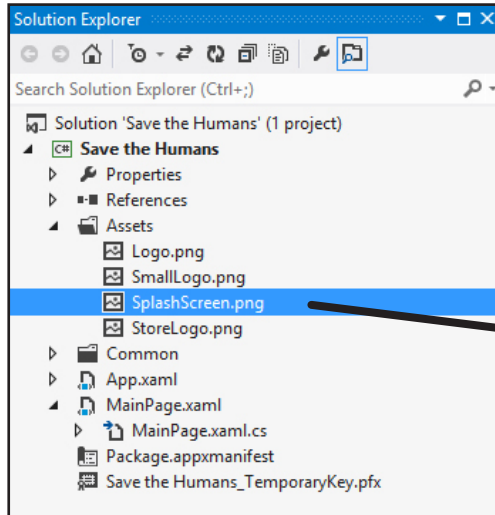 Solution Explorer
Search Solution Explorer (Ctrl+;)
Solution 'Save the Humans' (1 project)
C# Save the Humans
Properties
References
Assets
Logo.png
SmallLogo.png
SplashScreen.png
StoreLogo.png
Common
App.xaml
MainPage.xaml
MainPage.xaml.cs
Package.appxmanifest
Save the Humans_TemporaryKey.pfx